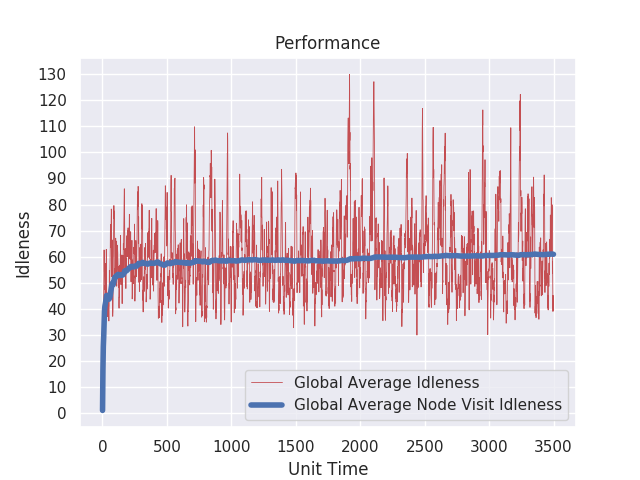 Performance
130
120
110
100
90
80
70
60
50
40
30
20
10
0
Idleness
Global Average Idleness
Global Average Node Visit Idleness
0 500 1000 1500 2000 2500 3000 3500
Unit Time